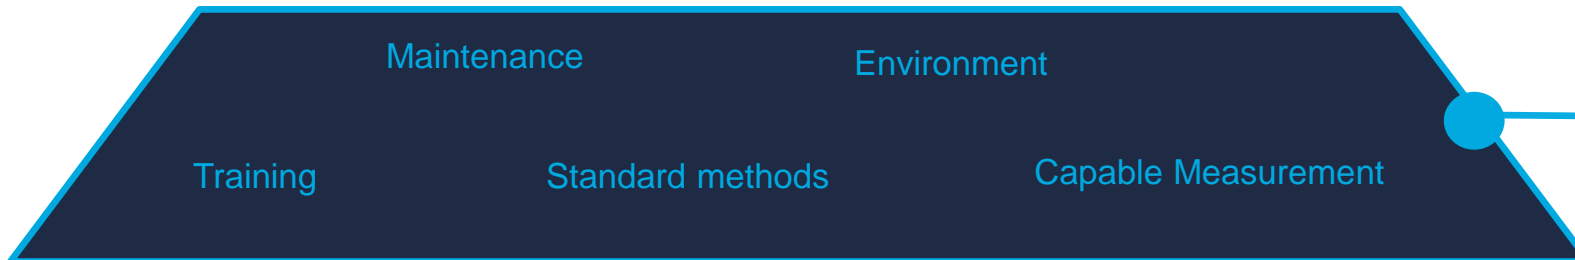 Maintenance
Environment
Training
Standard methods
Capable Measurement